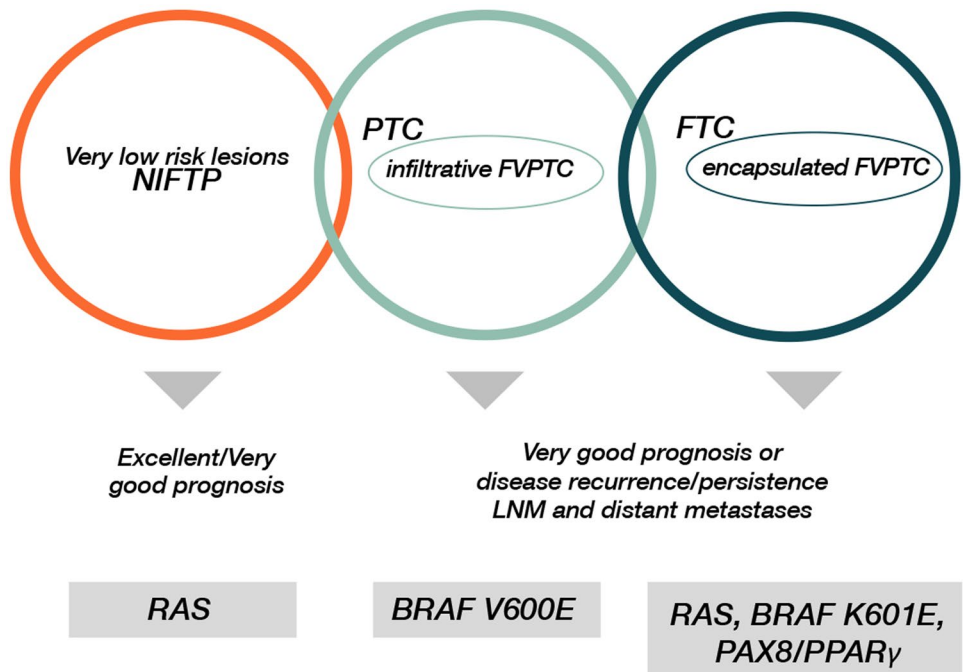 Very low risk lesions
NIFTP
PTC
infiltrative FVPTC
FTC
encapsulated FVPTC
Excellent/Very
good prognosis
Very good prognosis or
disease recurrence/persistence
LNM and distant metastases
RAS
BRAF V600E
RAS, BRAF K601E,
PAX8/PPARγ